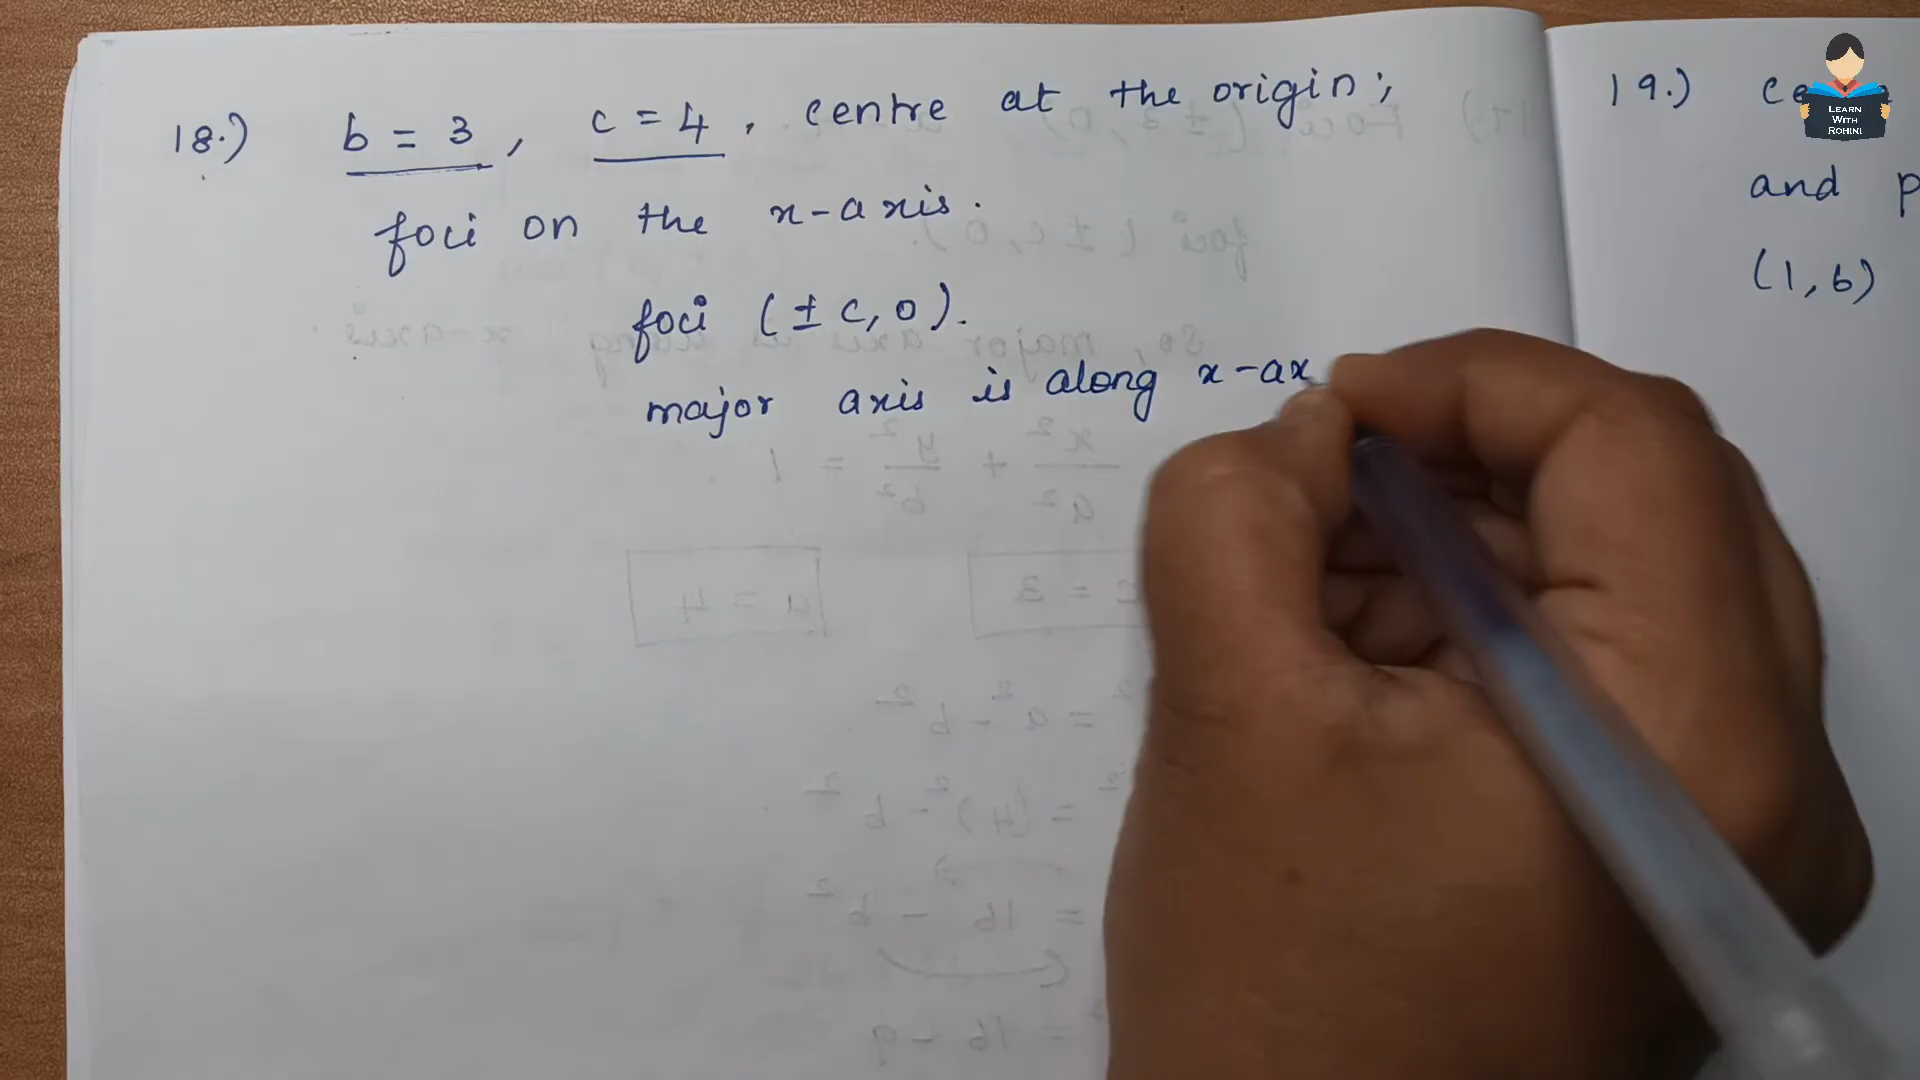 18.) b = 3, c = 4, centre at the origin;
foci on the x-axis.
foci (± c, 0).
major axis is along x-ax
19.)
and
(1, 6)
LEARN
WITH
ROHINI